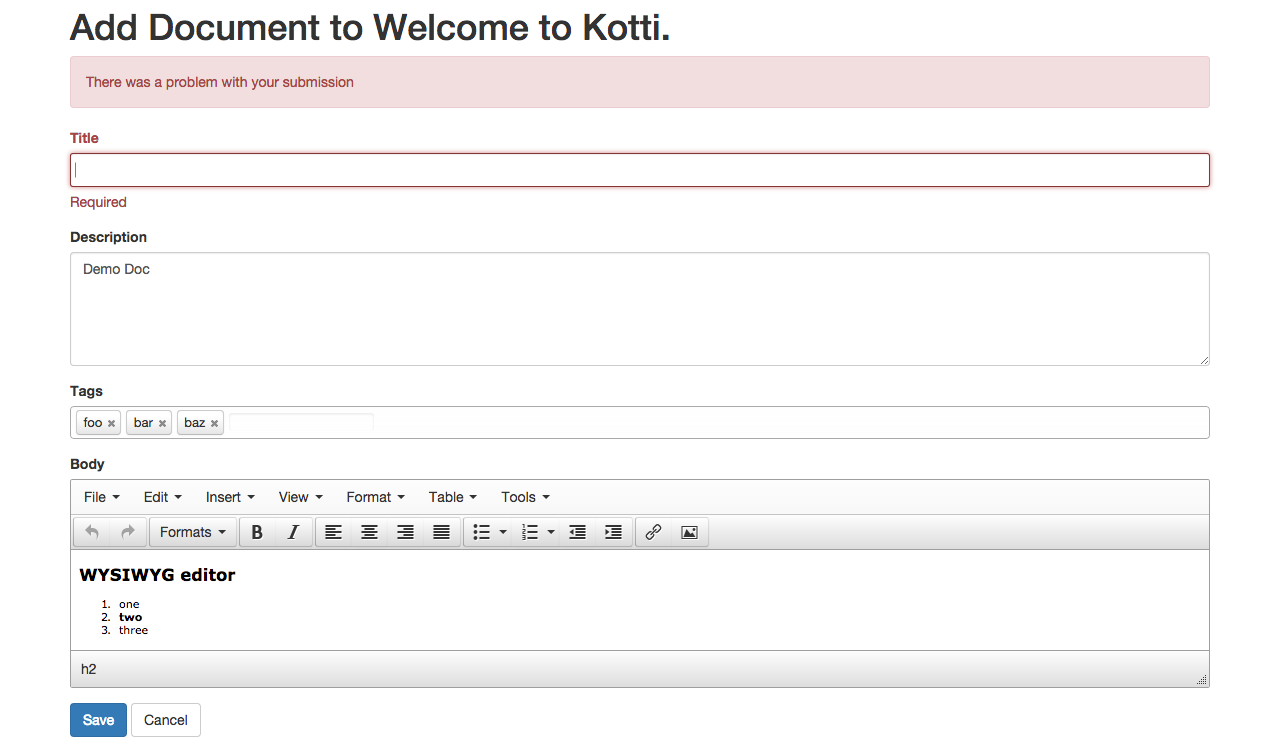 Add Document to Welcome to Kotti.
There was a problem with your submission
Title
Required
Description
Demo Doc
Tags
foo × bar × baz ×
Body
File Edit Insert View Format Table Tools
Formats B I
WYSIWYG editor
1. one
2. two
3. three
h2
Save Cancel